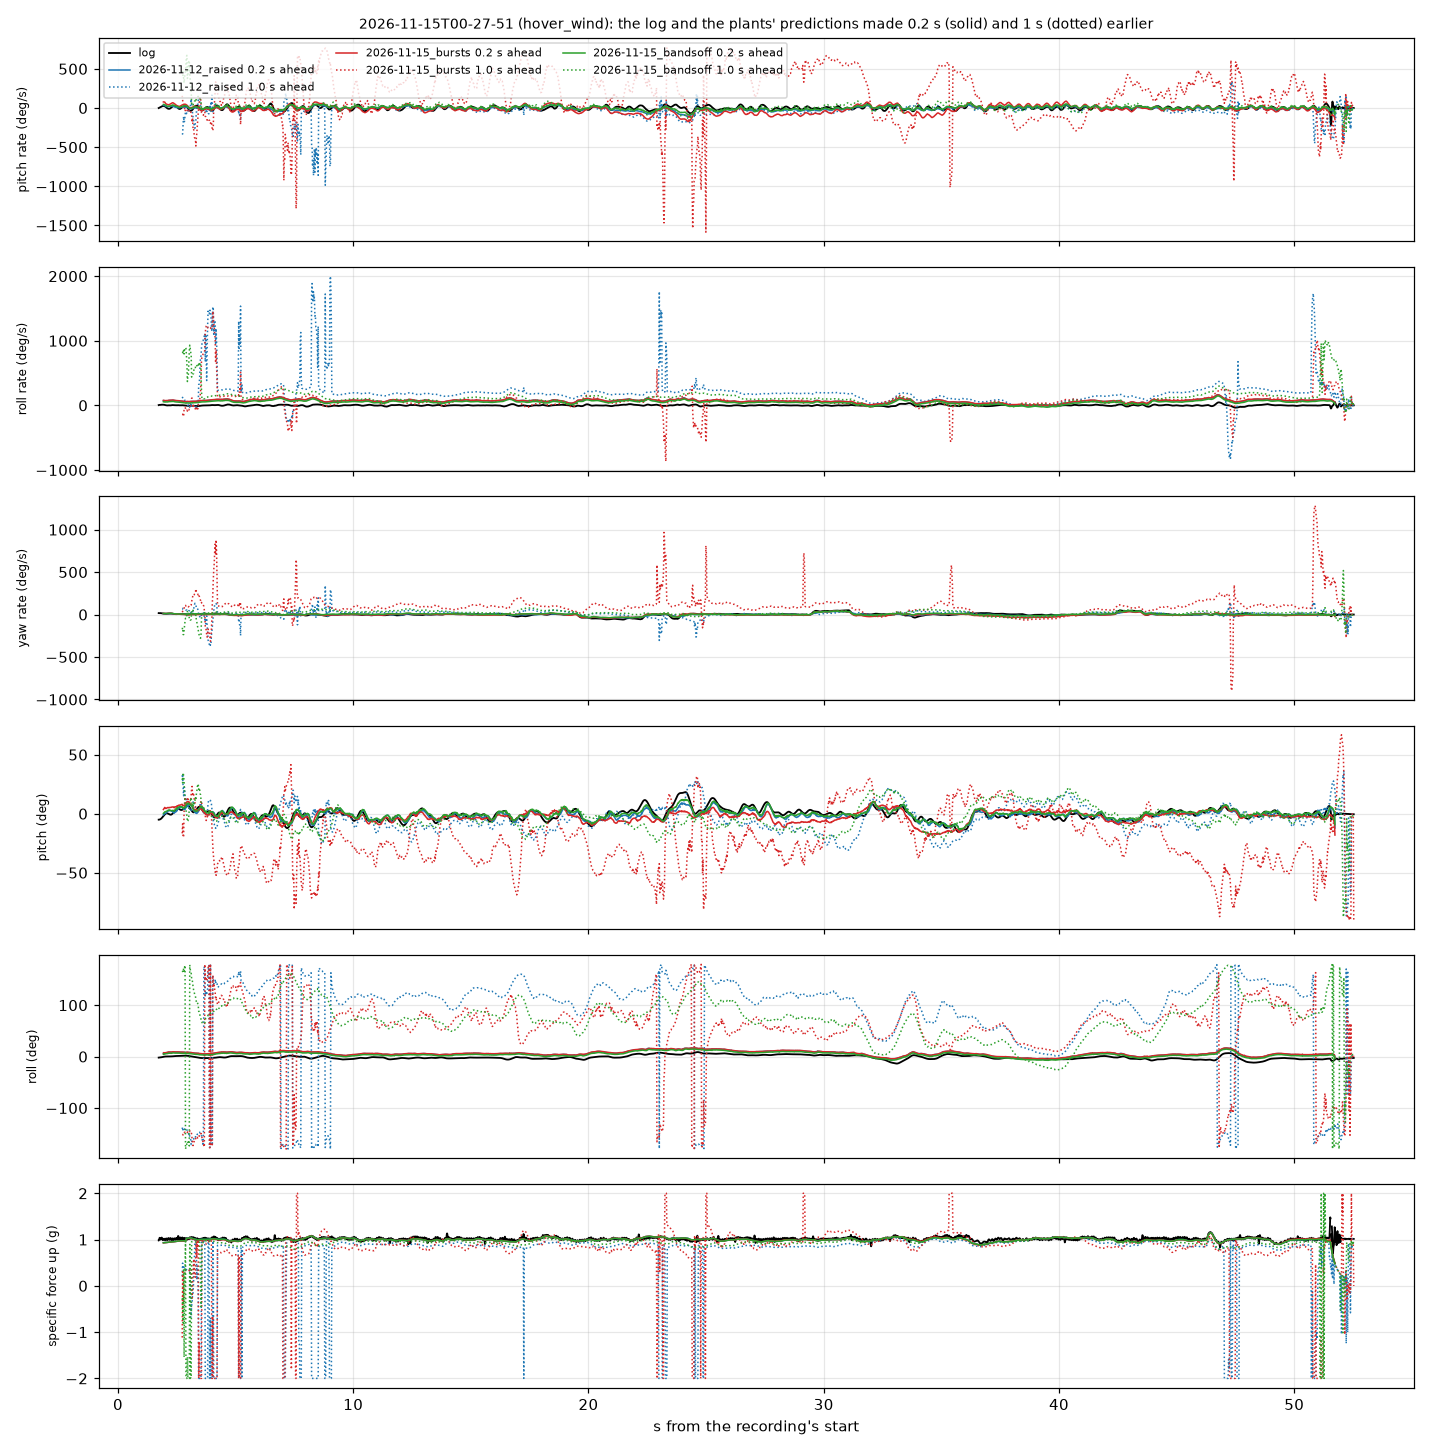 2026-11-15T00-27-51 (hover_wind): the log and the plants' predictions made 0.2 s (solid) and 1 s (dotted) earlier
log
2026-11-12_raised 0.2 s ahead
2026-11-12_raised 1.0 s ahead
2026-11-15_bursts 0.2 s ahead
2026-11-15_bursts 1.0 s ahead
2026-11-15_bandsoff 0.2 s ahead
2026-11-15_bandsoff 1.0 s ahead
pitch rate (deg/s)
500
0
−500
−1000
−1500
roll rate (deg/s)
2000
1000
0
−1000
yaw rate (deg/s)
1000
500
0
−500
−1000
pitch (deg)
50
0
−50
roll (deg)
100
0
−100
specific force up (g)
2
1
0
−1
−2
0 10 20 30 40 50
s from the recording's start